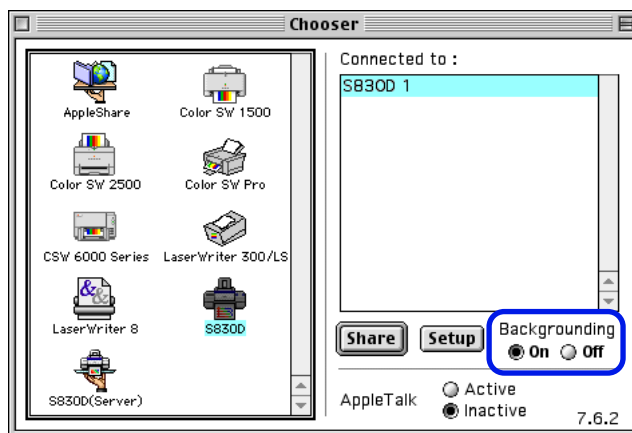 Chooser
AppleShare
Color SW 1500
Color SW 2500
Color SW Pro
CSW 6000 Series
LaserWriter 300/LS
LaserWriter 8
S830D
S830D(Server)
Connected to :
S830D 1
Share
Setup
Backgrounding
On Off
AppleTalk
Active
Inactive
7.6.2